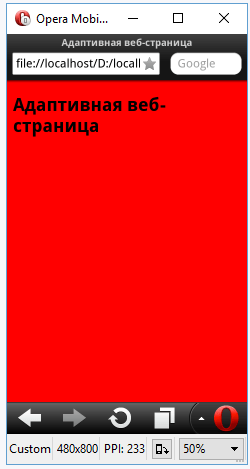 Opera Mobi...
Адаптивная веб-страница
file://localhost/D:/locall
Google
Адаптивная веб-
страница
Custom 480x800 PPI: 233 50%